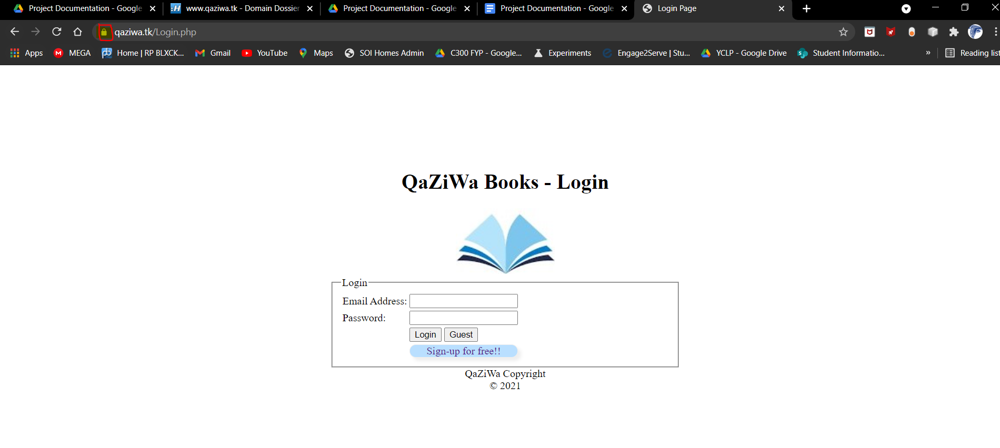 Project Documentation - Google
www.qaziwa.tk - Domain Dossier
Project Documentation - Google
Project Documentation - Google
Login Page
qaziwa.tk/Login.php
Apps
MEGA
Home | RP BLXCK...
Gmail
YouTube
Maps
SOI Homes Admin
C300 FYP - Google...
Experiments
Engage2Serve | Stu...
YCLP - Google Drive
Student Informatio...
»
Reading list
QaZiWa Books - Login
Login
Email Address:
Password:
Login Guest
Sign-up for free!!
QaZiWa Copyright
© 2021